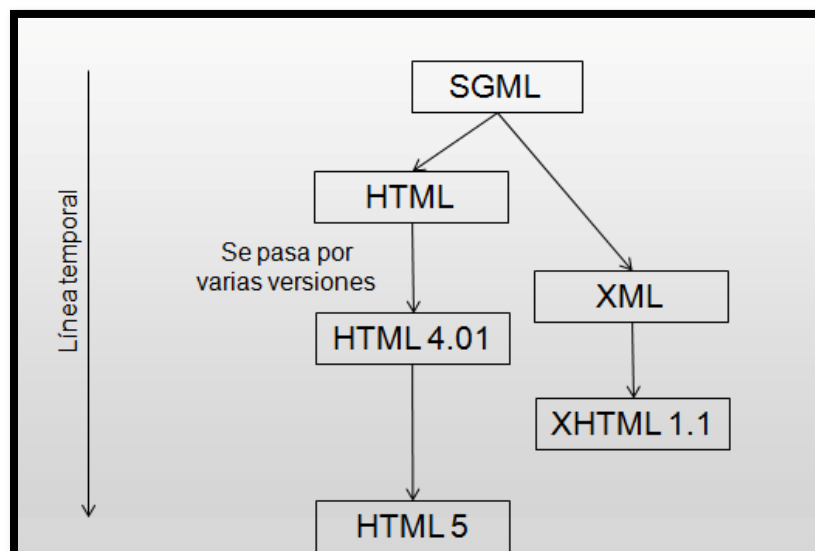 SGML
HTML
Se pasa por
varias versiones
XML
HTML 4.01
XHTML 1.1
HTML 5
Línea temporal